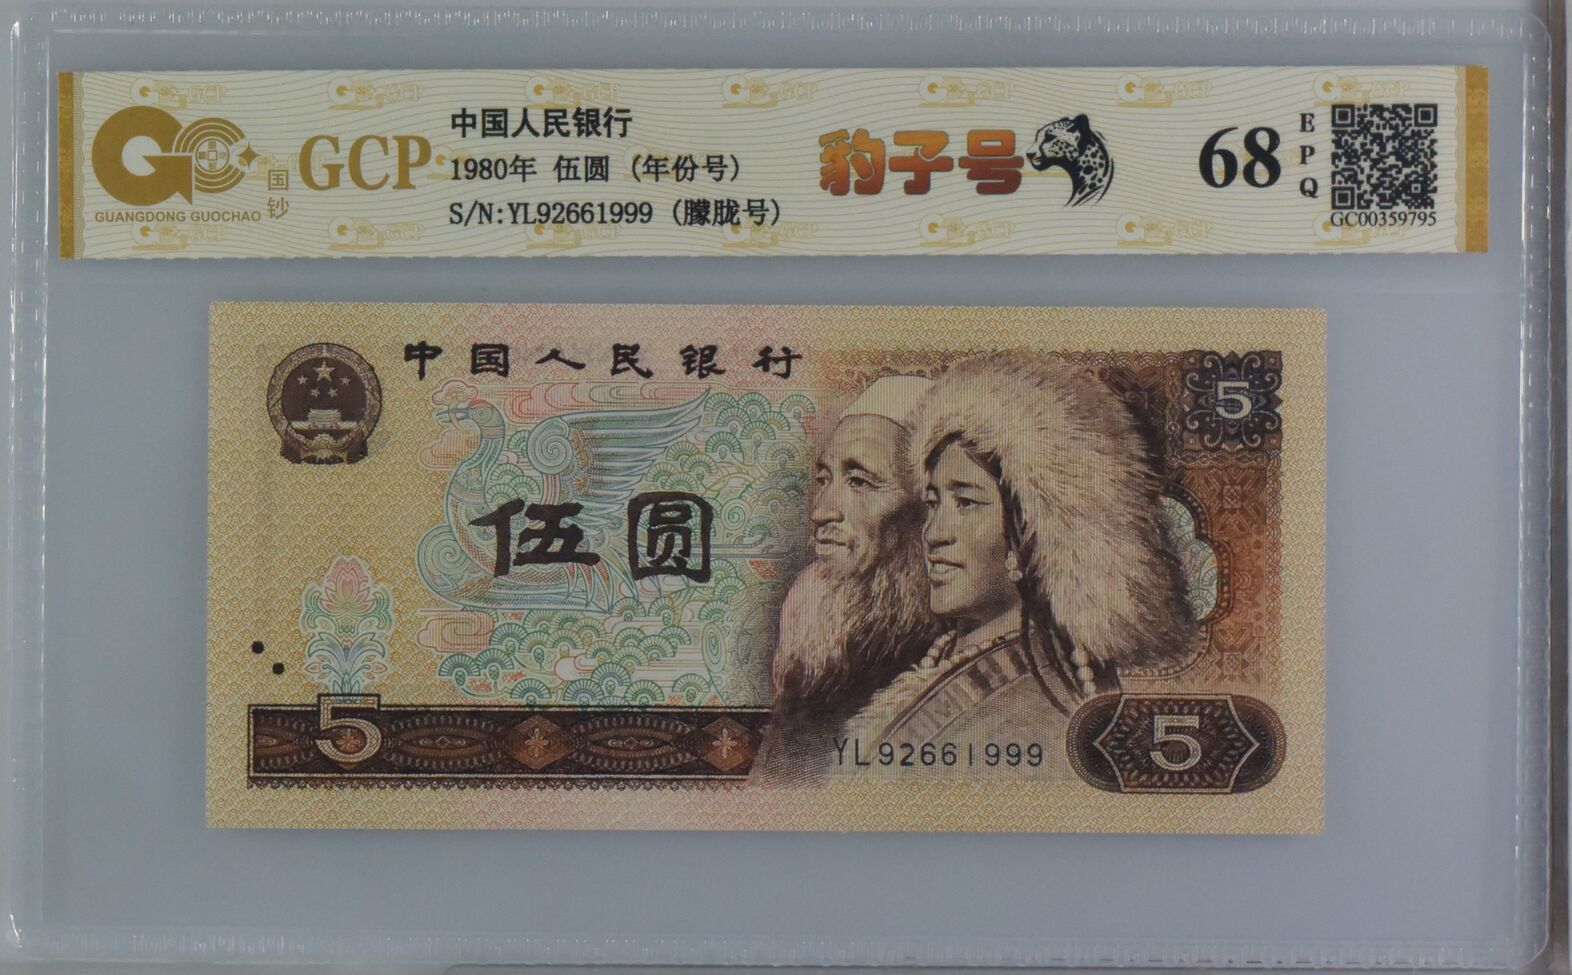 GCP
国钞
GUANGDONG GUOCHAO
中国人民银行
1980年 伍圆 (年份号)
S/N:YL92661999 (朦胧号)
豹子号
68
EPQ
GC00359795
中国人民银行
5
伍圆
5
YL92661999
5